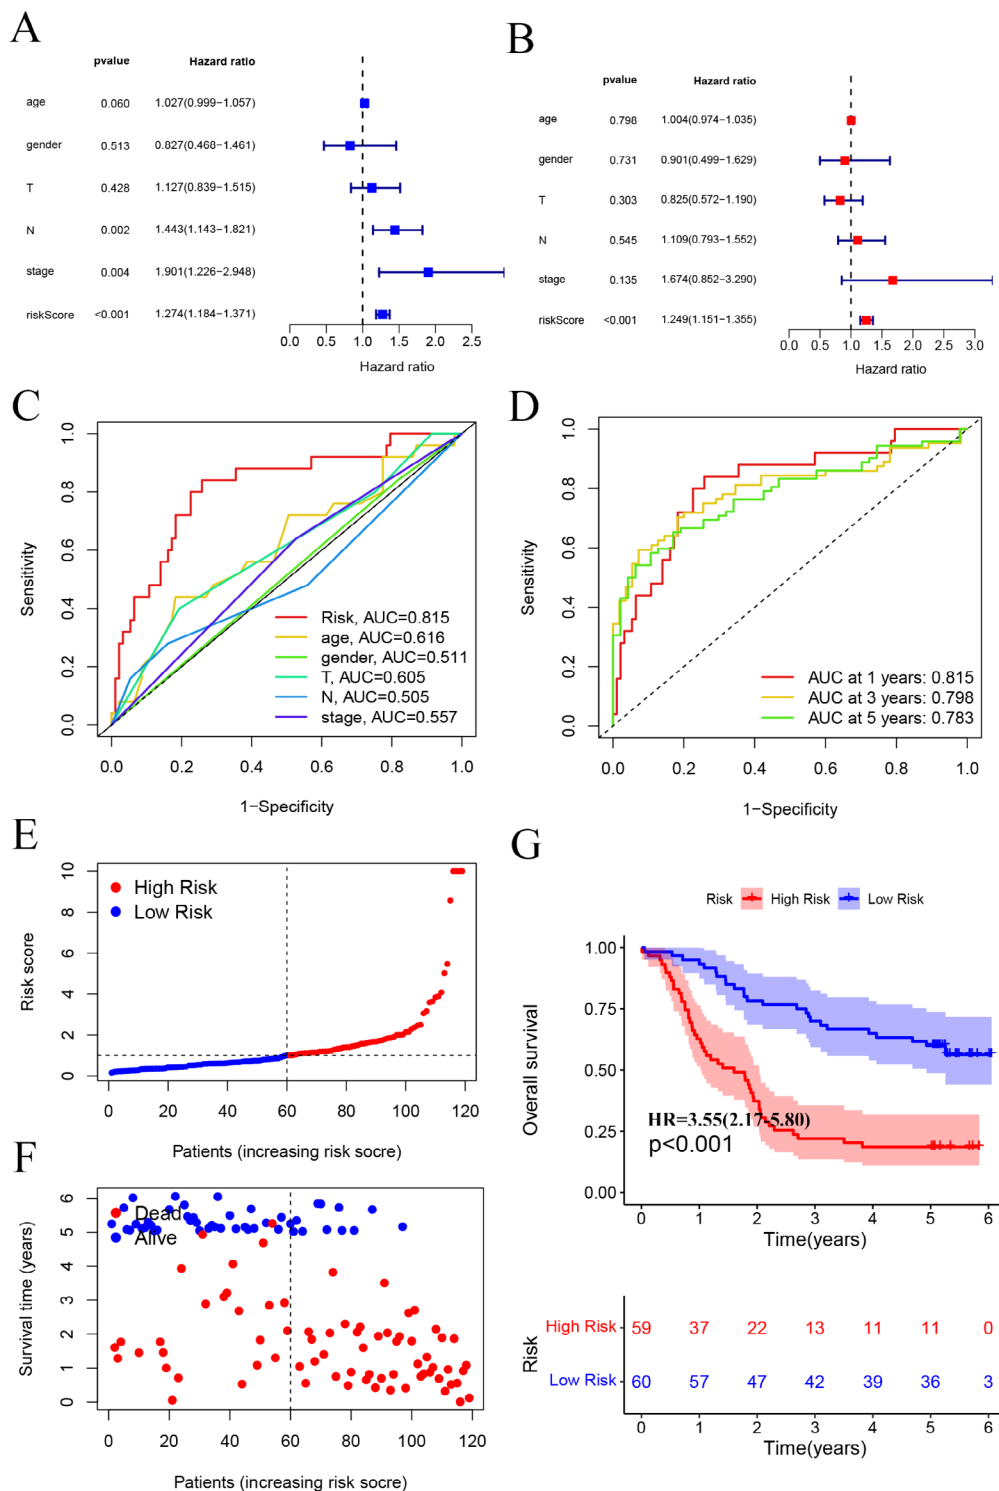 A
pvalue Hazard ratio
age 0.060 1.027(0.999−1.057)
gender 0.513 0.827(0.468−1.461)
T 0.428 1.127(0.839−1.515)
N 0.002 1.443(1.143−1.821)
stage 0.004 1.901(1.226−2.948)
riskScore <0.001 1.274(1.184−1.371)
0.0 0.5 1.0 1.5 2.0 2.5
Hazard ratio
B
pvalue Hazard ratio
age 0.798 1.004(0.974−1.035)
gender 0.731 0.901(0.499−1.629)
T 0.303 0.825(0.572−1.190)
N 0.545 1.109(0.793−1.552)
stage 0.135 1.674(0.852−3.290)
riskScore <0.001 1.249(1.151−1.355)
0.0 0.5 1.0 1.5 2.0 2.5 3.0
Hazard ratio
C
Sensitivity
1.0
0.8
0.6
0.4
0.2
0.0
Risk, AUC=0.815
age, AUC=0.616
gender, AUC=0.511
T, AUC=0.605
N, AUC=0.505
stage, AUC=0.557
0.0 0.2 0.4 0.6 0.8 1.0
1−Specificity
D
Sensitivity
1.0
0.8
0.6
0.4
0.2
0.0
AUC at 1 years: 0.815
AUC at 3 years: 0.798
AUC at 5 years: 0.783
0.0 0.2 0.4 0.6 0.8 1.0
1−Specificity
E
Risk score
10
8
6
4
2
0
High Risk
Low Risk
0 20 40 60 80 100 120
Patients (increasing risk socre)
F
Survival time (years)
6
5
4
3
2
1
0
Dead
Alive
0 20 40 60 80 100 120
Patients (increasing risk socre)
G
Risk High Risk Low Risk
Overall survival
1.00
0.75
0.50
0.25
0.00
HR=3.55(2.17-5.80)
p<0.001
0 1 2 3 4 5 6
Time(years)
Risk
High Risk 59 37 22 13 11 11 0
Low Risk 60 57 47 42 39 36 3
0 1 2 3 4 5 6
Time(years)